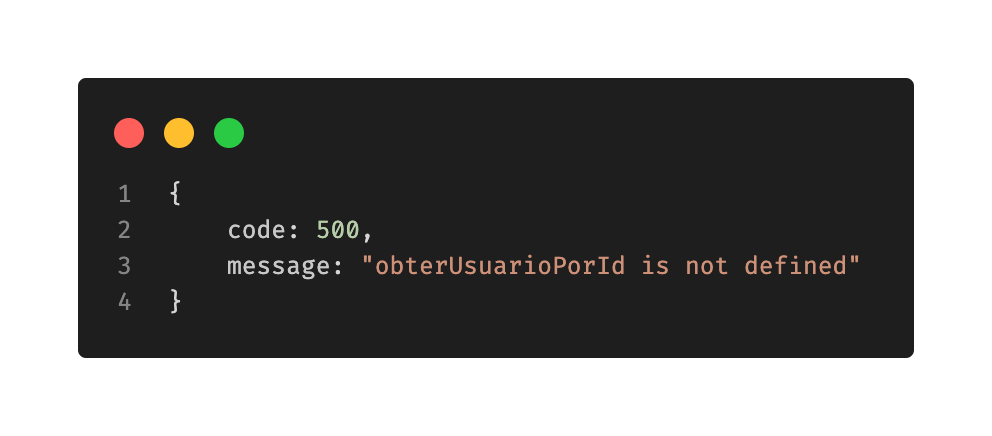 1 {
2 code: 500,
3 message: "obterUsuarioPorId is not defined"
4 }